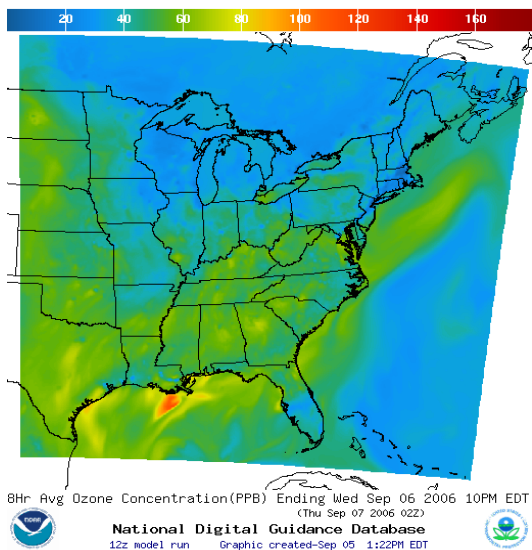 20 40 60 80 100 120 140 160
8Hr Avg Ozone Concentration(PPB) Ending Wed Sep 06 2006 10PM EDT
(Thu Sep 07 2006 02Z)
National Digital Guidance Database
12z model run Graphic created-Sep 05 1:22PM EDT
NOAA